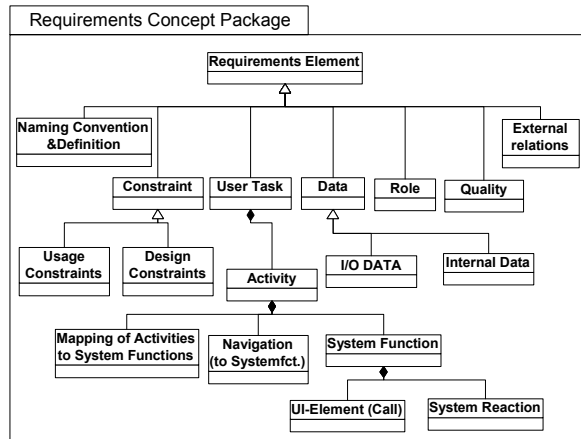 Requirements Concept Package
Requirements Element
Naming Convention
&Definition
External
relations
Constraint
User Task
Data
Role
Quality
Usage
Constraints
Design
Constraints
Activity
I/O DATA
Internal Data
Mapping of Activities
to System Functions
Navigation
(to Systemfct.)
System Function
UI-Element (Call)
System Reaction